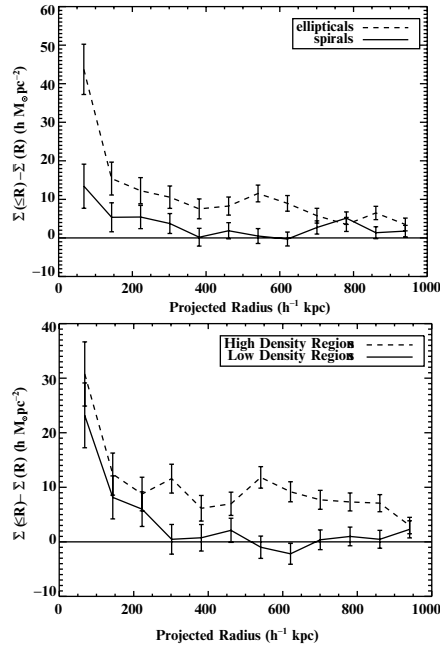 60
50
40
30
20
10
0
−10
ellipticals
spirals
Σ (≤R)−Σ (R) (h M⊙pc−2)
0 200 400 600 800 1000
Projected Radius (h−1 kpc)
40
30
20
10
0
−10
High Density Regions
Low Density Regions
Σ (≤R)− Σ (R) (h M⊙pc−2)
0 200 400 600 800 1000
Projected Radius (h−1 kpc)